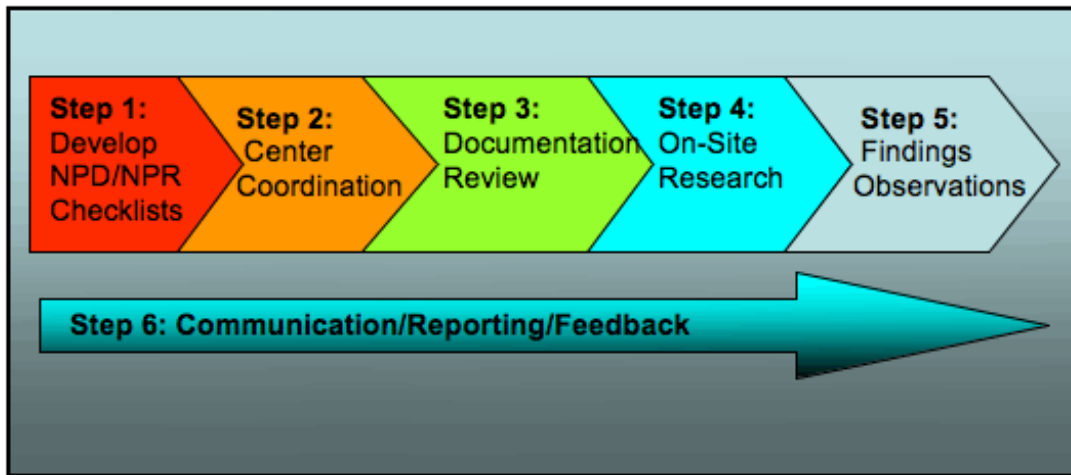 Step 1:
Develop
NPD/NPR
Checklists
Step 2:
Center
Coordination
Step 3:
Documentation
Review
Step 4:
On-Site
Research
Step 5:
Findings
Observations
Step 6: Communication/Reporting/Feedback